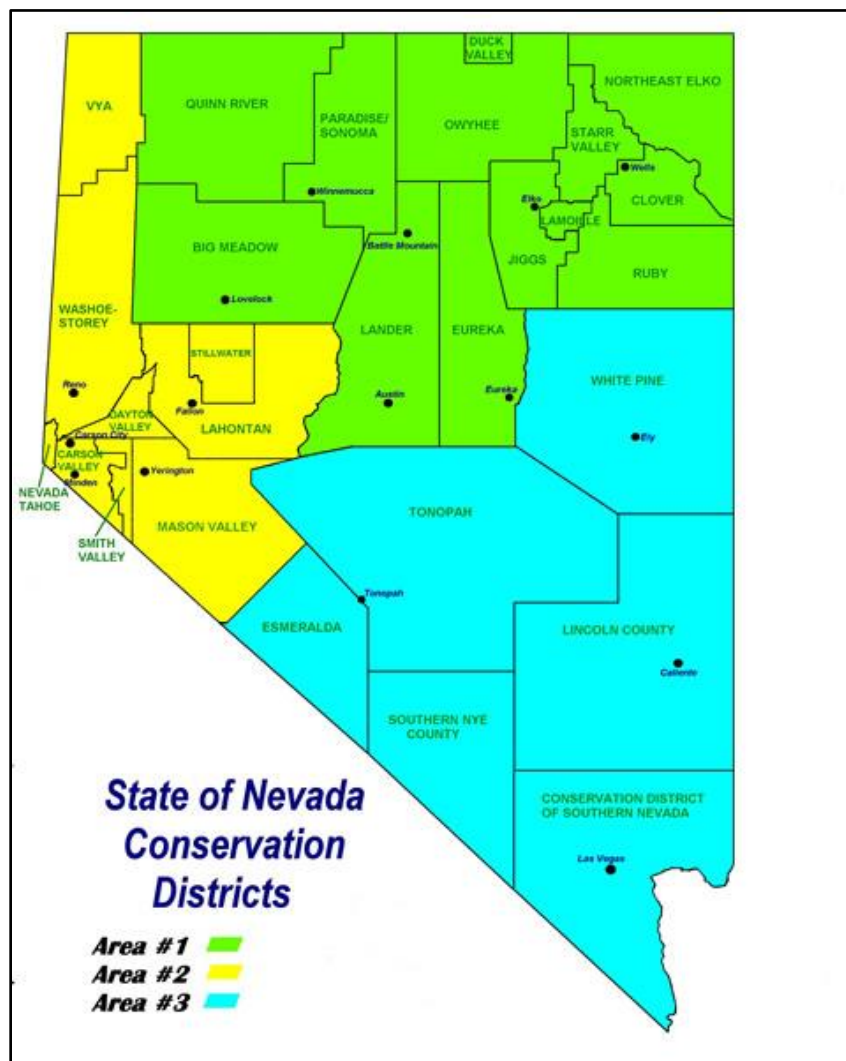 DUCK
VALLEY
NORTHEAST ELKO
VYA
QUINN RIVER
PARADISE/
SONOMA
OWYHEE
STARR
VALLEY
Wells
Winnemucca
Elko
CLOVER
LAMOILLE
BIG MEADOW
Battle Mountain
JIGGS
RUBY
Lovelock
WASHOE-
STOREY
LANDER
EUREKA
STILLWATER
WHITE PINE
Reno
Austin
Eureka
Fallon
DAYTON
VALLEY
LAHONTAN
Carson City
Ely
CARSON
VALLEY
Minden
Yerington
NEVADA
TAHOE
SMITH
VALLEY
MASON VALLEY
TONOPAH
Tonopah
ESMERALDA
LINCOLN COUNTY
Caliente
SOUTHERN NYE
COUNTY
State of Nevada
Conservation
Districts
CONSERVATION DISTRICT
OF SOUTHERN NEVADA
Las Vegas
Area #1
Area #2
Area #3